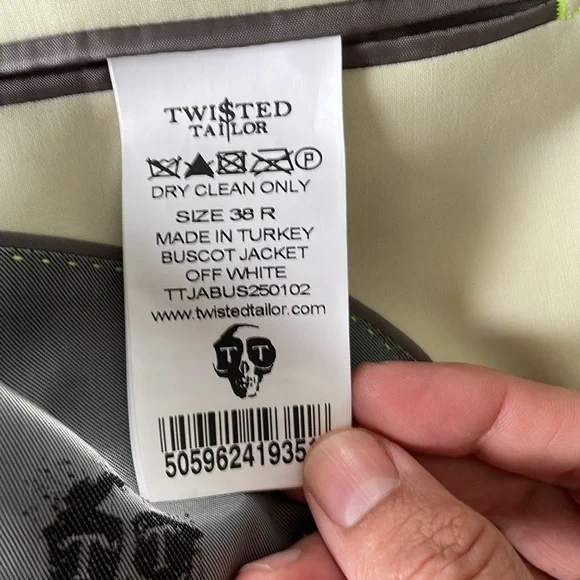 TWI$TED
TAILOR
P
DRY CLEAN ONLY
SIZE 38 R
MADE IN TURKEY
BUSCOT JACKET
OFF WHITE
TTJABUS250102
www.twistedtailor.com
T T
505962419351
T T